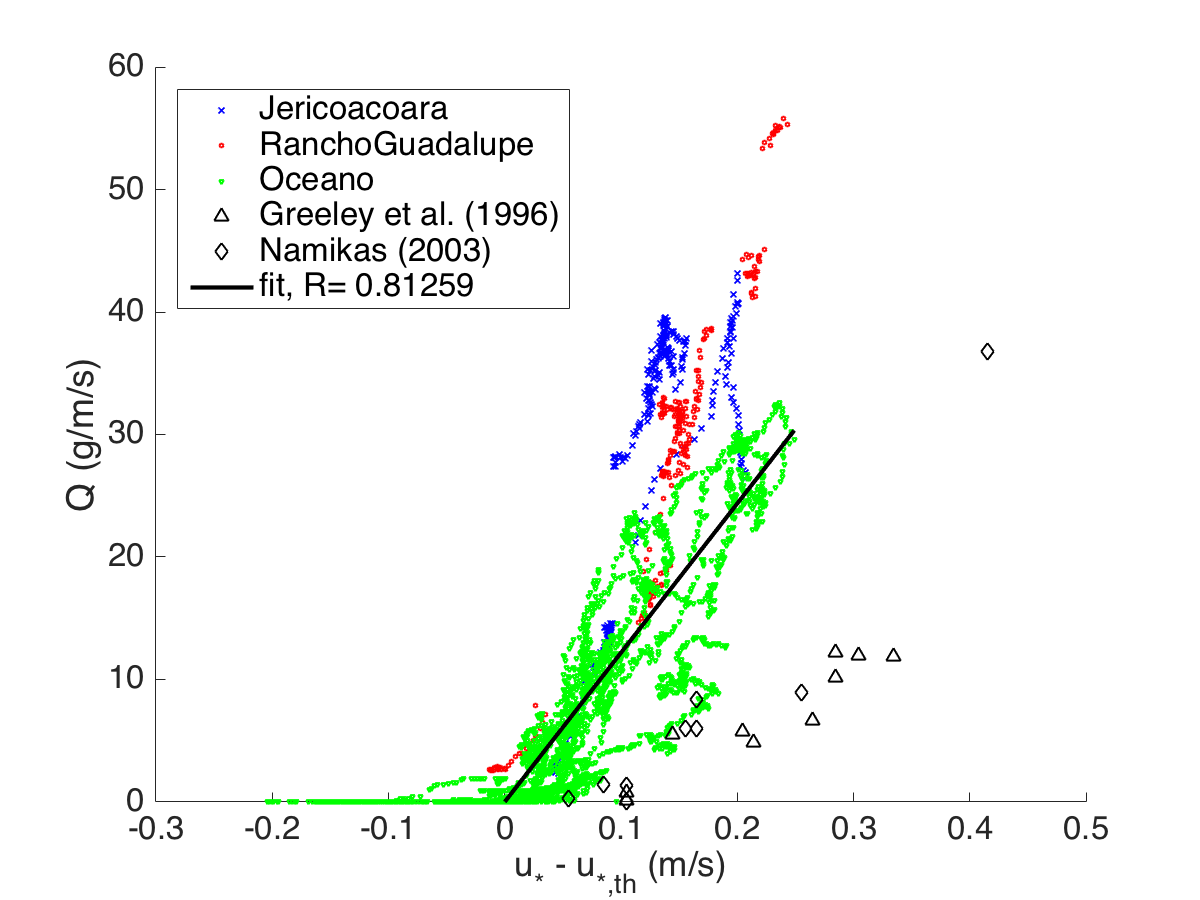 60
50
40
30
20
10
0
Q (g/m/s)
Jericoacoara
RanchoGuadalupe
Oceano
Greeley et al. (1996)
Namikas (2003)
fit, R= 0.81259
-0.3 -0.2 -0.1 0 0.1 0.2 0.3 0.4 0.5
u* - u*,th (m/s)